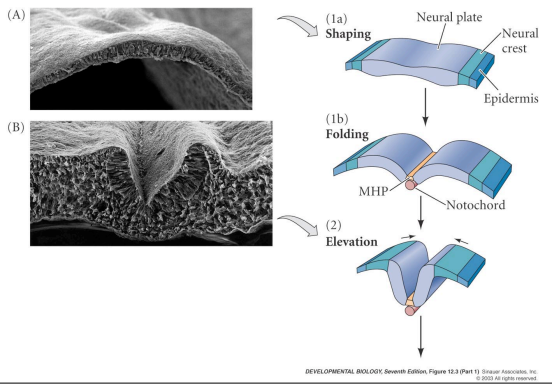 (A)
(B)
(1a)
Shaping
Neural plate
Neural
crest
Epidermis
(1b)
Folding
MHP
Notochord
(2)
Elevation
DEVELOPMENTAL BIOLOGY, Seventh Edition, Figure 12.3 (Part 1) Sinauer Associates, Inc.
© 2003 All rights reserved.